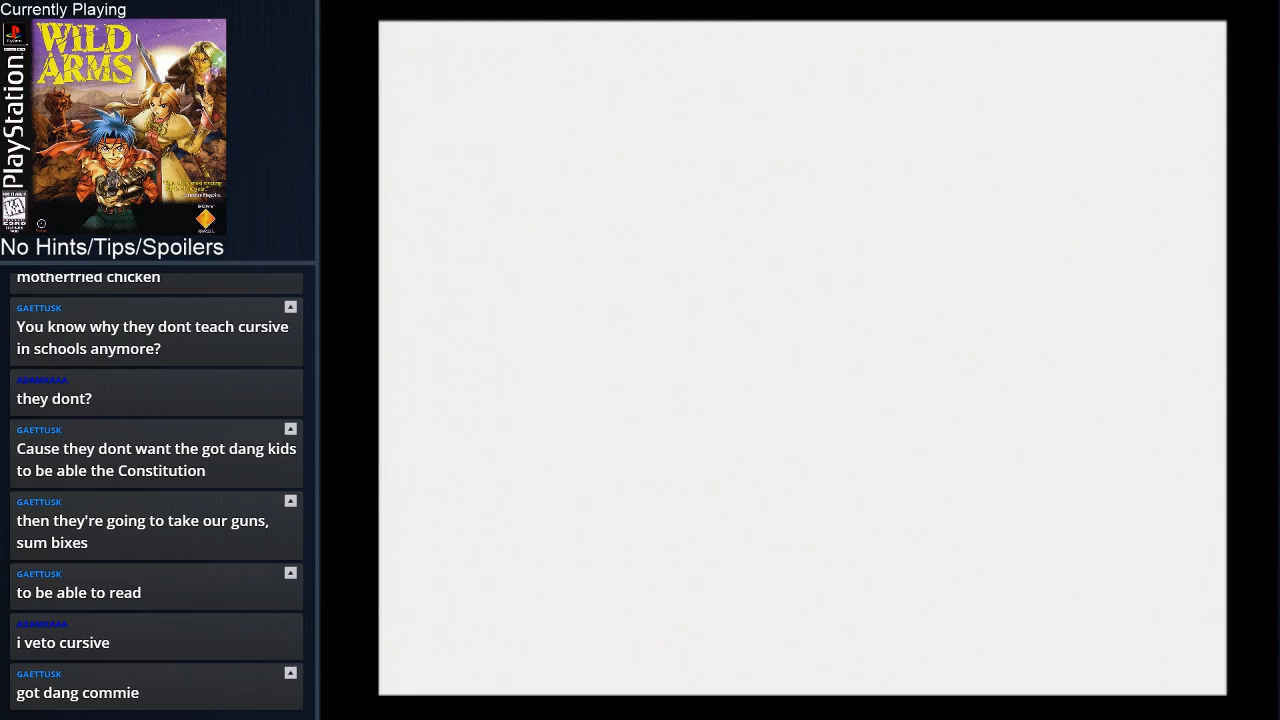 Currently Playing
WILD
ARMS
PlayStation
SONY
No Hints/Tips/Spoilers
motherfried chicken
GAETTUSK
You know why they dont teach cursive
in schools anymore?
they dont?
GAETTUSK
Cause they dont want the got dang kids
to be able the Constitution
GAETTUSK
then they're going to take our guns,
sum bixes
GAETTUSK
to be able to read
i veto cursive
GAETTUSK
got dang commie